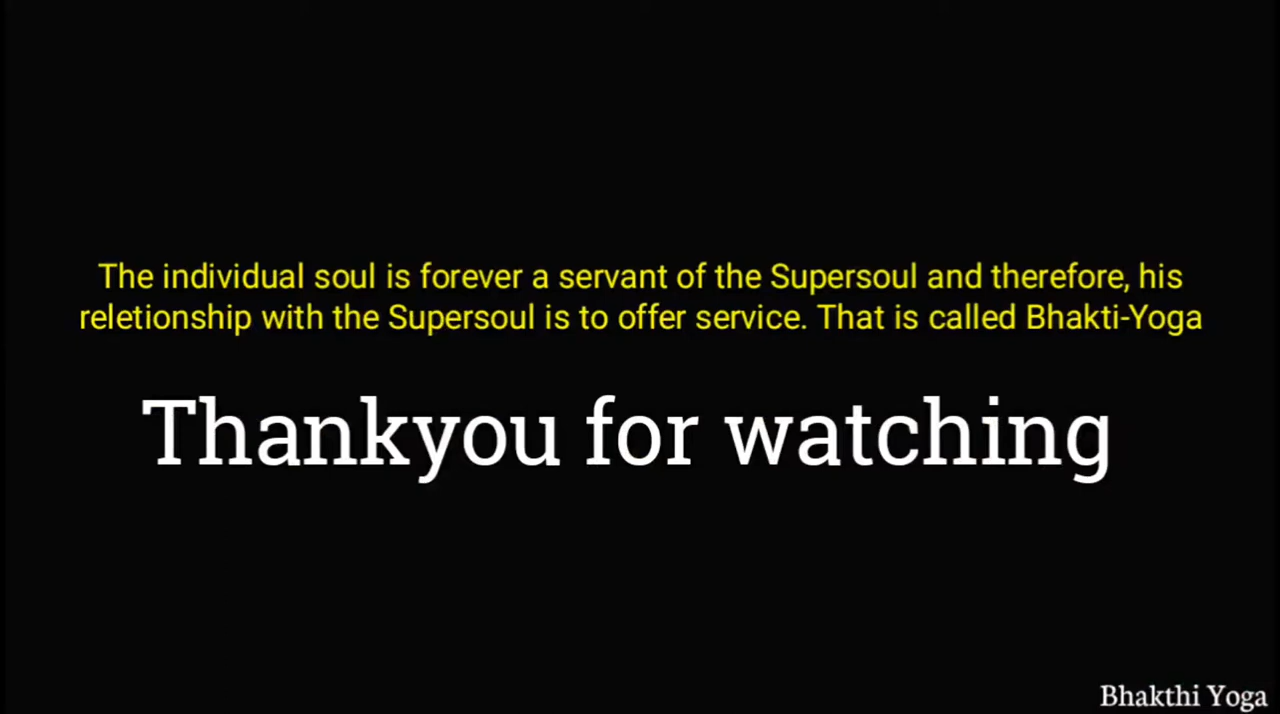 The individual soul is forever a servant of the Supersoul and therefore, his
reletionship with the Supersoul is to offer service. That is called Bhakti-Yoga
Thankyou for watching
Bhakthi Yoga